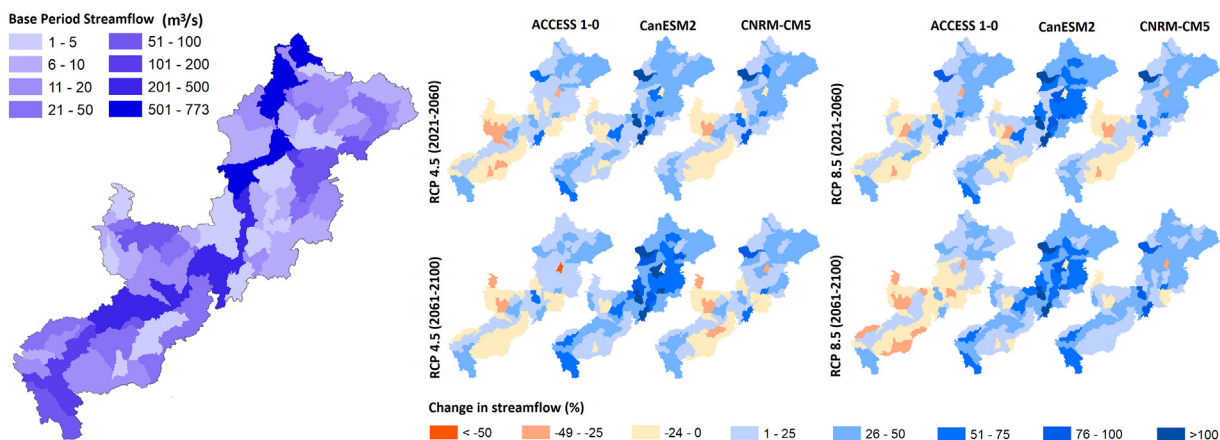 Base Period Streamflow (m³/s)
1 - 5
6 - 10
11 - 20
21 - 50
51 - 100
101 - 200
201 - 500
501 - 773
ACCESS 1-0
CanESM2
CNRM-CM5
RCP 4.5 (2021-2060)
RCP 4.5 (2061-2100)
ACCESS 1-0
CanESM2
CNRM-CM5
RCP 8.5 (2021-2060)
RCP 8.5 (2061-2100)
Change in streamflow (%)
< -50
-49 - -25
-24 - 0
1 - 25
26 - 50
51 - 75
76 - 100
>100